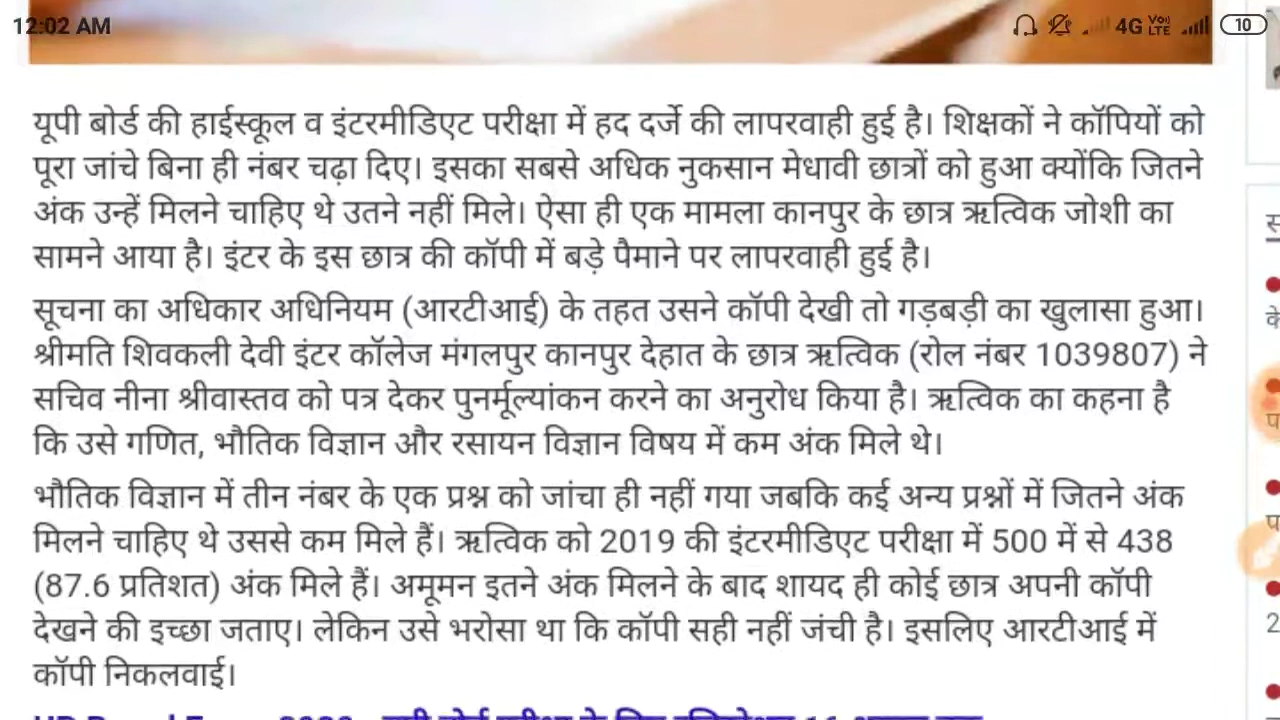 12:02 AM 4G VoLTE 10
यूपी बोर्ड की हाईस्कूल व इंटरमीडिएट परीक्षा में हद दर्जे की लापरवाही हुई है। शिक्षकों ने कॉपियों को
पूरा जांचे बिना ही नंबर चढ़ा दिए। इसका सबसे अधिक नुकसान मेधावी छात्रों को हुआ क्योंकि जितने
अंक उन्हें मिलने चाहिए थे उतने नहीं मिले। ऐसा ही एक मामला कानपुर के छात्र ऋत्विक जोशी का
सामने आया है। इंटर के इस छात्र की कॉपी में बड़े पैमाने पर लापरवाही हुई है।
सूचना का अधिकार अधिनियम (आरटीआई) के तहत उसने कॉपी देखी तो गड़बड़ी का खुलासा हुआ।
श्रीमति शिवकली देवी इंटर कॉलेज मंगलपुर कानपुर देहात के छात्र ऋत्विक (रोल नंबर 1039807) ने
सचिव नीना श्रीवास्तव को पत्र देकर पुनर्मूल्यांकन करने का अनुरोध किया है। ऋत्विक का कहना है
कि उसे गणित, भौतिक विज्ञान और रसायन विज्ञान विषय में कम अंक मिले थे।
भौतिक विज्ञान में तीन नंबर के एक प्रश्न को जांचा ही नहीं गया जबकि कई अन्य प्रश्नों में जितने अंक
मिलने चाहिए थे उससे कम मिले हैं। ऋत्विक को 2019 की इंटरमीडिएट परीक्षा में 500 में से 438
(87.6 प्रतिशत) अंक मिले हैं। अमूमन इतने अंक मिलने के बाद शायद ही कोई छात्र अपनी कॉपी
देखने की इच्छा जताए। लेकिन उसे भरोसा था कि कॉपी सही नहीं जंची है। इसलिए आरटीआई में
कॉपी निकलवाई।